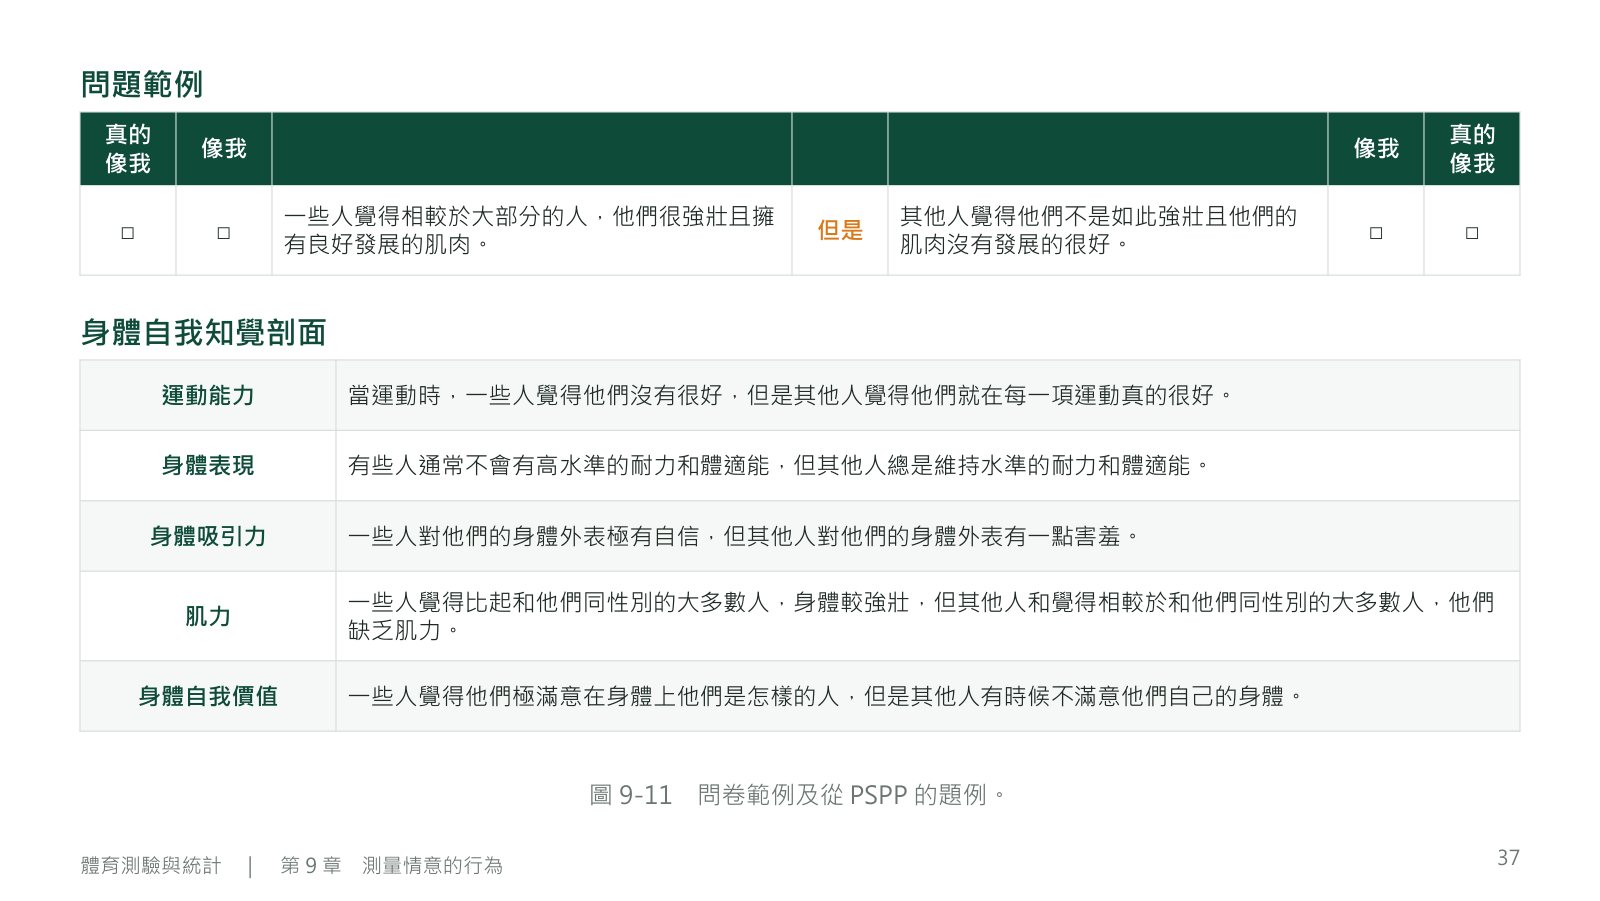 問題範例
真的
像我
像我
像我
真的
像我
□
□
一些人覺得相較於大部分的人，他們很強壯且擁
有良好發展的肌肉。
但是
其他人覺得他們不是如此強壯且他們的
肌肉沒有發展的很好。
□
□
身體自我知覺剖面
運動能力
當運動時，一些人覺得他們沒有很好，但是其他人覺得他們就在每一項運動真的很好。
身體表現
有些人通常不會有高水準的耐力和體適能，但其他人總是維持水準的耐力和體適能。
身體吸引力
一些人對他們的身體外表極有自信，但其他人對他們的身體外表有一點害羞。
肌力
一些人覺得比起和他們同性別的大多數人，身體較強壯，但其他人和覺得相較於和他們同性別的大多數人，他們
缺乏肌力。
身體自我價值
一些人覺得他們極滿意在身體上他們是怎樣的人，但是其他人有時候不滿意他們自己的身體。
圖 9-11　問卷範例及從 PSPP 的題例。
體育測驗與統計　|　第 9 章　測量情意的行為
37